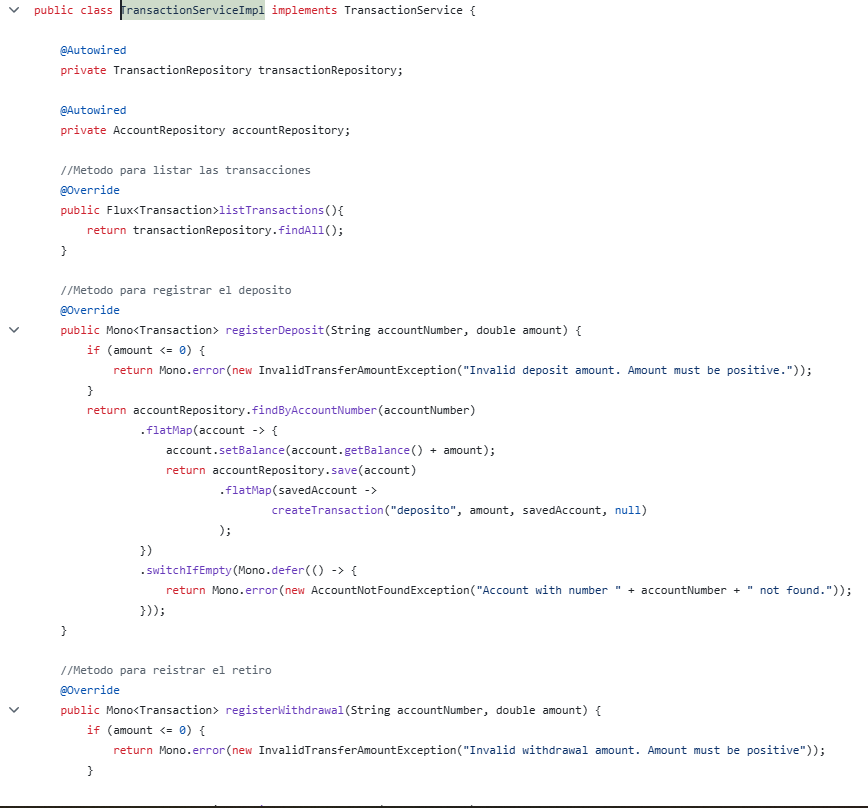 public class TransactionServiceImpl implements TransactionService {
@Autowired
private TransactionRepository transactionRepository;
@Autowired
private AccountRepository accountRepository;
//Metodo para listar las transacciones
@Override
public Flux<Transaction>listTransactions(){
return transactionRepository.findAll();
}
//Metodo para registrar el deposito
@Override
public Mono<Transaction> registerDeposit(String accountNumber, double amount) {
if (amount <= 0) {
return Mono.error(new InvalidTransferAmountException("Invalid deposit amount. Amount must be positive."));
}
return accountRepository.findByAccountNumber(accountNumber)
.flatMap(account -> {
account.setBalance(account.getBalance() + amount);
return accountRepository.save(account)
.flatMap(savedAccount ->
createTransaction("deposito", amount, savedAccount, null)
);
})
.switchIfEmpty(Mono.defer(() -> {
return Mono.error(new AccountNotFoundException("Account with number " + accountNumber + " not found."));
}));
}
//Metodo para reistrar el retiro
@Override
public Mono<Transaction> registerWithdrawal(String accountNumber, double amount) {
if (amount <= 0) {
return Mono.error(new InvalidTransferAmountException("Invalid withdrawal amount. Amount must be positive"));
}